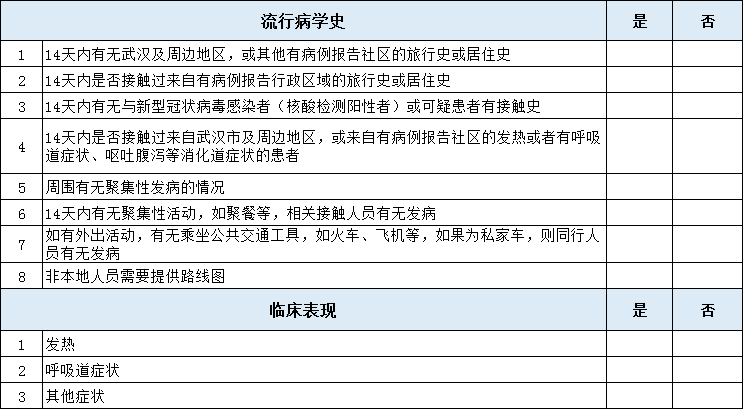 流行病学史 是 否
1 14天内有无武汉及周边地区，或其他有病例报告社区的旅行史或居住史
2 14天内是否接触过来自有病例报告行政区域的旅行史或居住史
3 14天内有无与新型冠状病毒感染者（核酸检测阳性者）或可疑患者有接触史
4 14天内是否接触过来自武汉市及周边地区，或来自有病例报告社区的发热或者有呼吸
道症状、呕吐腹泻等消化道症状的患者
5 周围有无聚集性发病的情况
6 14天内有无聚集性活动，如聚餐等，相关接触人员有无发病
7 如有外出活动，有无乘坐公共交通工具，如火车、飞机等，如果为私家车，则同行人
员有无发病
8 非本地人员需要提供路线图
临床表现 是 否
1 发热
2 呼吸道症状
3 其他症状